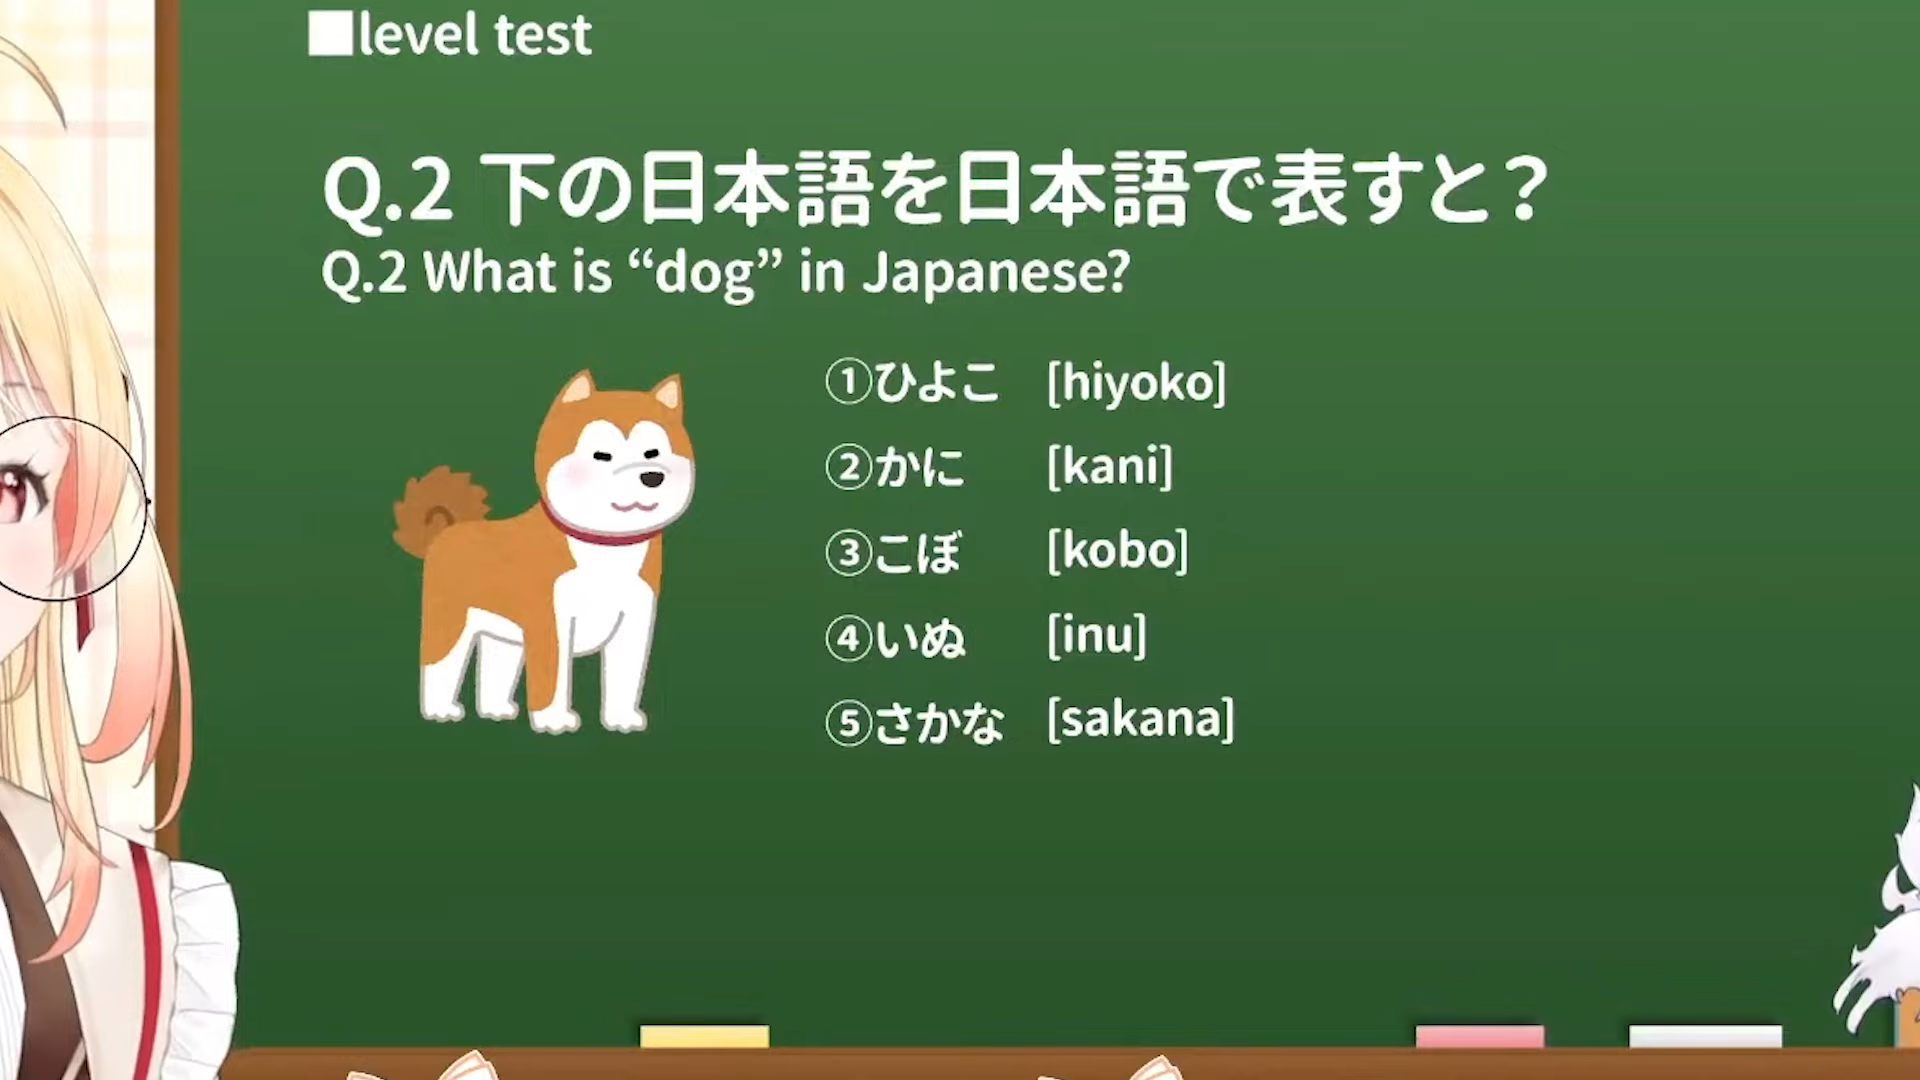 ■level test
Q.2 下の日本語を日本語で表すと？
Q.2 What is “dog” in Japanese?
①ひよこ [hiyoko]
②かに [kani]
③こぼ [kobo]
④いぬ [inu]
⑤さかな [sakana]